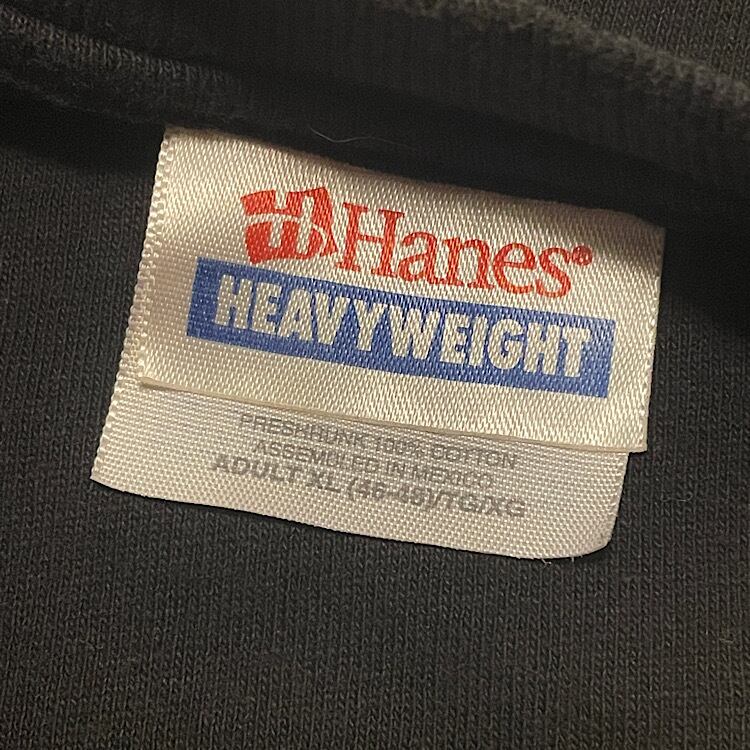 Hanes®
HEAVYWEIGHT
PRESHRUNK 100% COTTON
ASSEMBLED IN MEXICO
ADULT XL (46-48)/TG/XG